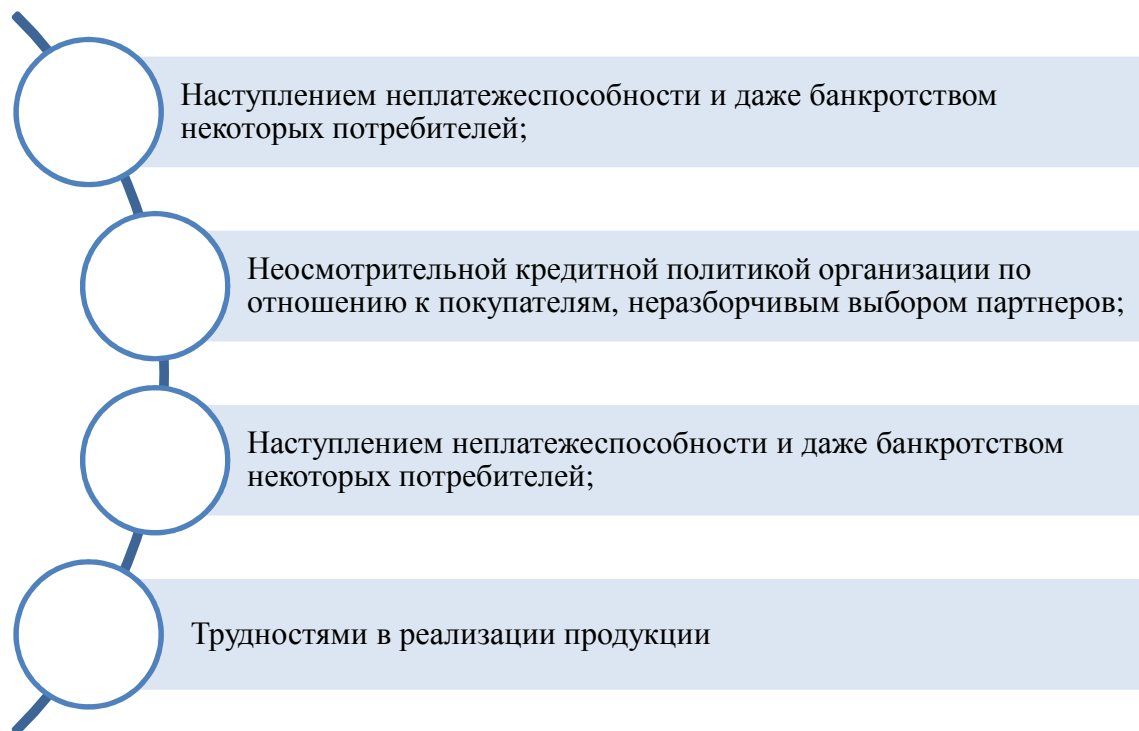 Наступлением неплатежеспособности и даже банкротством
некоторых потребителей;
Неосмотрительной кредитной политикой организации по
отношению к покупателям, неразборчивым выбором партнеров;
Наступлением неплатежеспособности и даже банкротством
некоторых потребителей;
Трудностями в реализации продукции